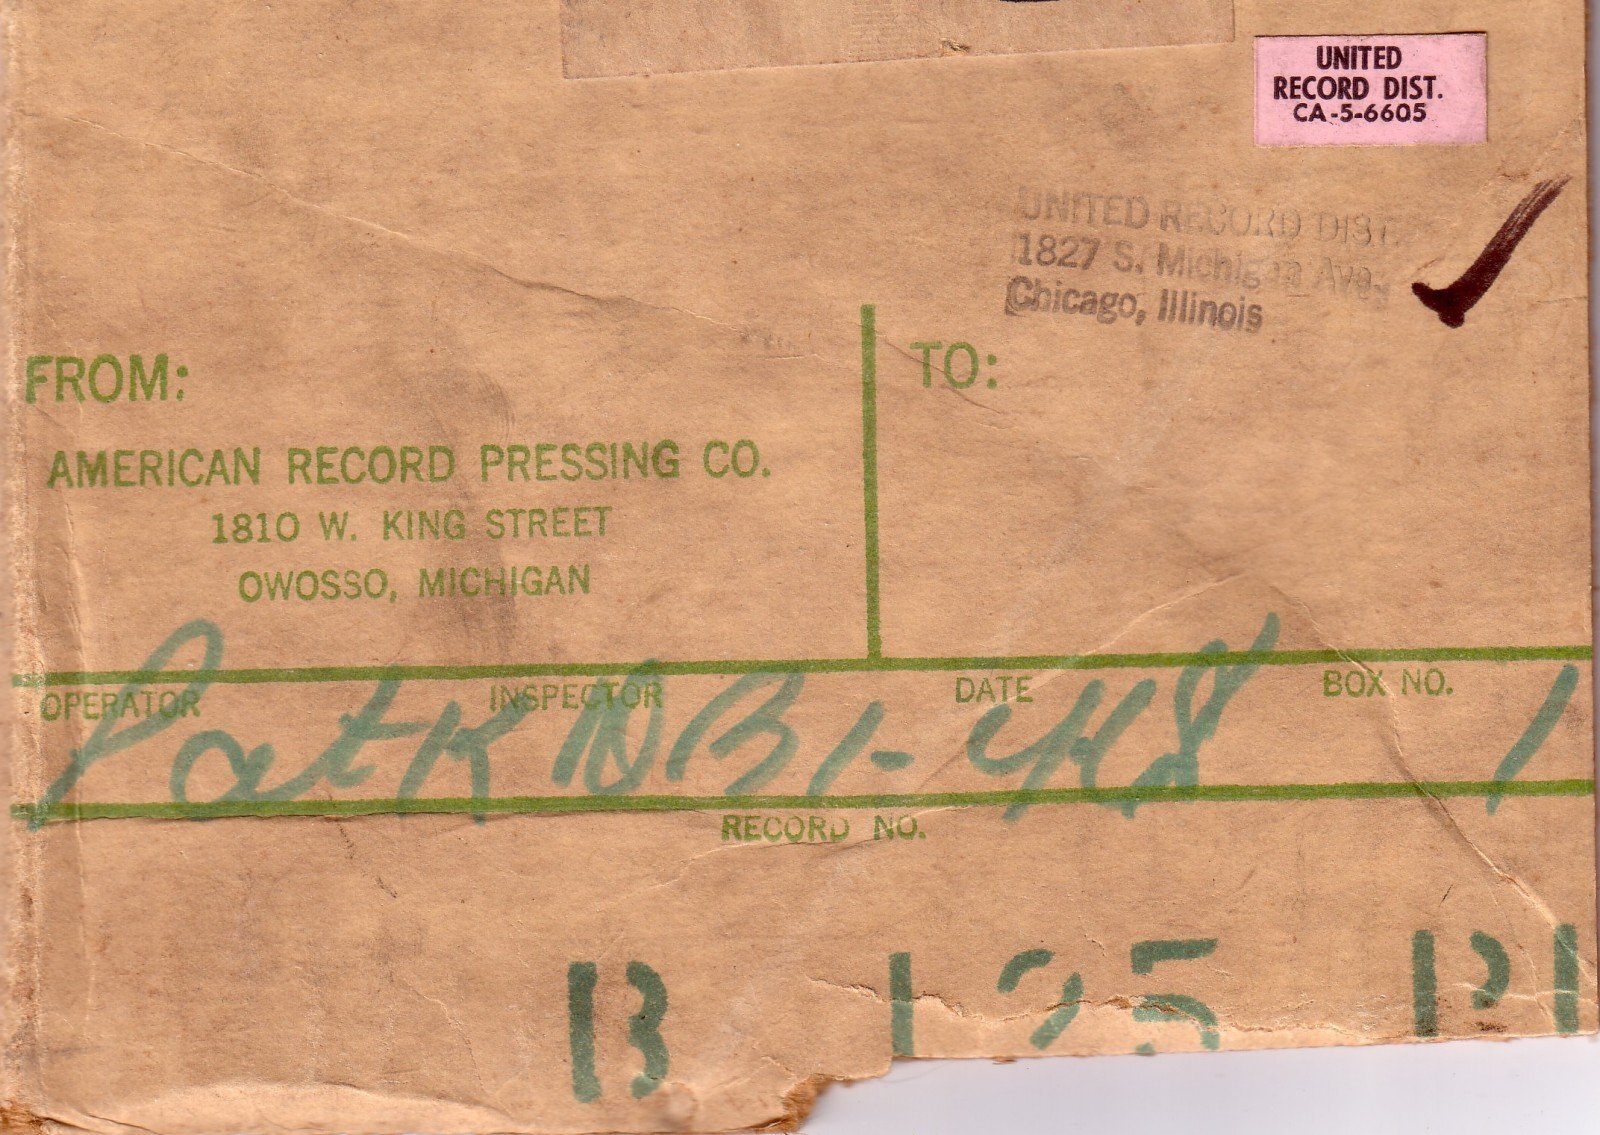 UNITED
RECORD DIST.
CA-5-6605
UNITED RECORD DIST.
1827 S. Michigan Ave.
Chicago, Illinois
FROM:
TO:
AMERICAN RECORD PRESSING CO.
1810 W. KING STREET
OWOSSO, MICHIGAN
OPERATOR INSPECTOR DATE BOX NO.
Pat K 1
RECORD NO.
B 125